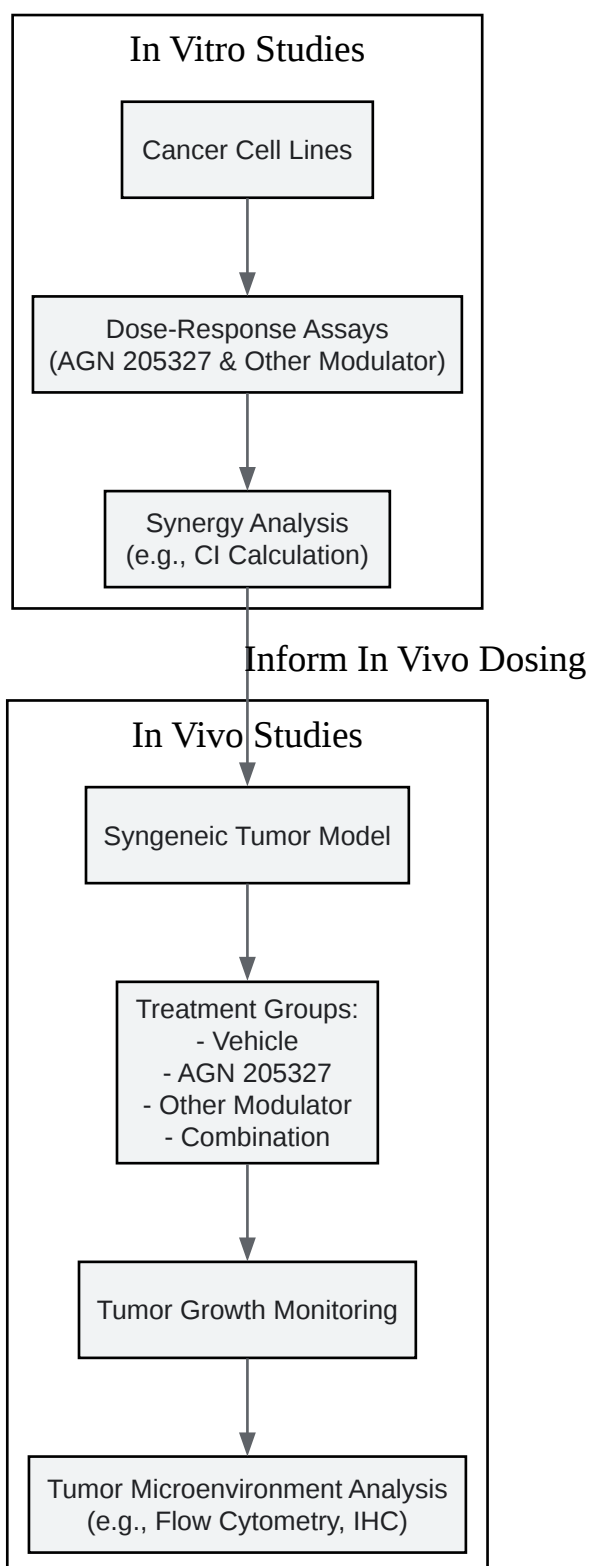 In Vitro Studies
Cancer Cell Lines
Dose-Response Assays
(AGN 205327 & Other Modulator)
Synergy Analysis
(e.g., CI Calculation)
Inform In Vivo Dosing
In Vivo Studies
Syngeneic Tumor Model
Treatment Groups:
- Vehicle
- AGN 205327
- Other Modulator
- Combination
Tumor Growth Monitoring
Tumor Microenvironment Analysis
(e.g., Flow Cytometry, IHC)